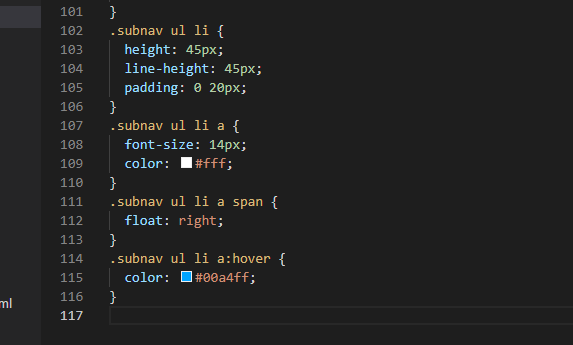 101 }
102 .subnav ul li {
103 height: 45px;
104 line-height: 45px;
105 padding: 0 20px;
106 }
107 .subnav ul li a {
108 font-size: 14px;
109 color: #fff;
110 }
111 .subnav ul li a span {
112 float: right;
113 }
114 .subnav ul li a:hover {
115 color: #00a4ff;
116 }
ml
117